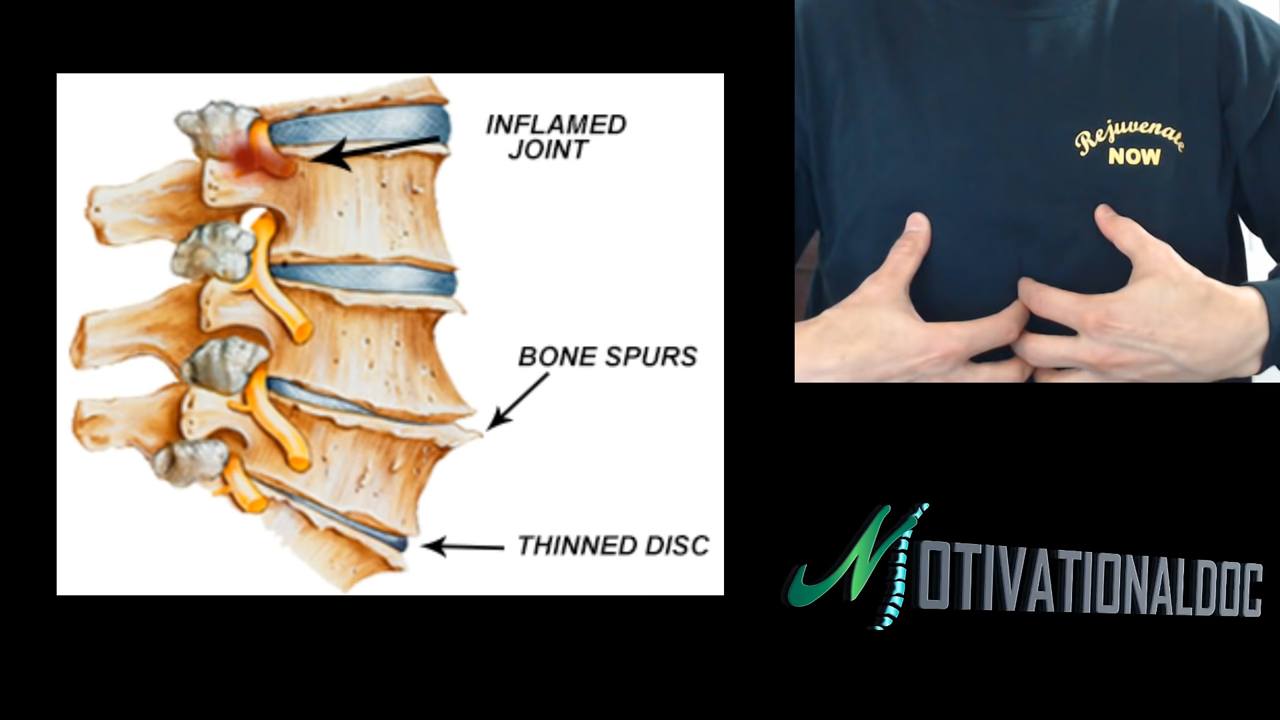 INFLAMED
JOINT
BONE SPURS
THINNED DISC
Rejuvenate
NOW
MOTIVATIONALDOC